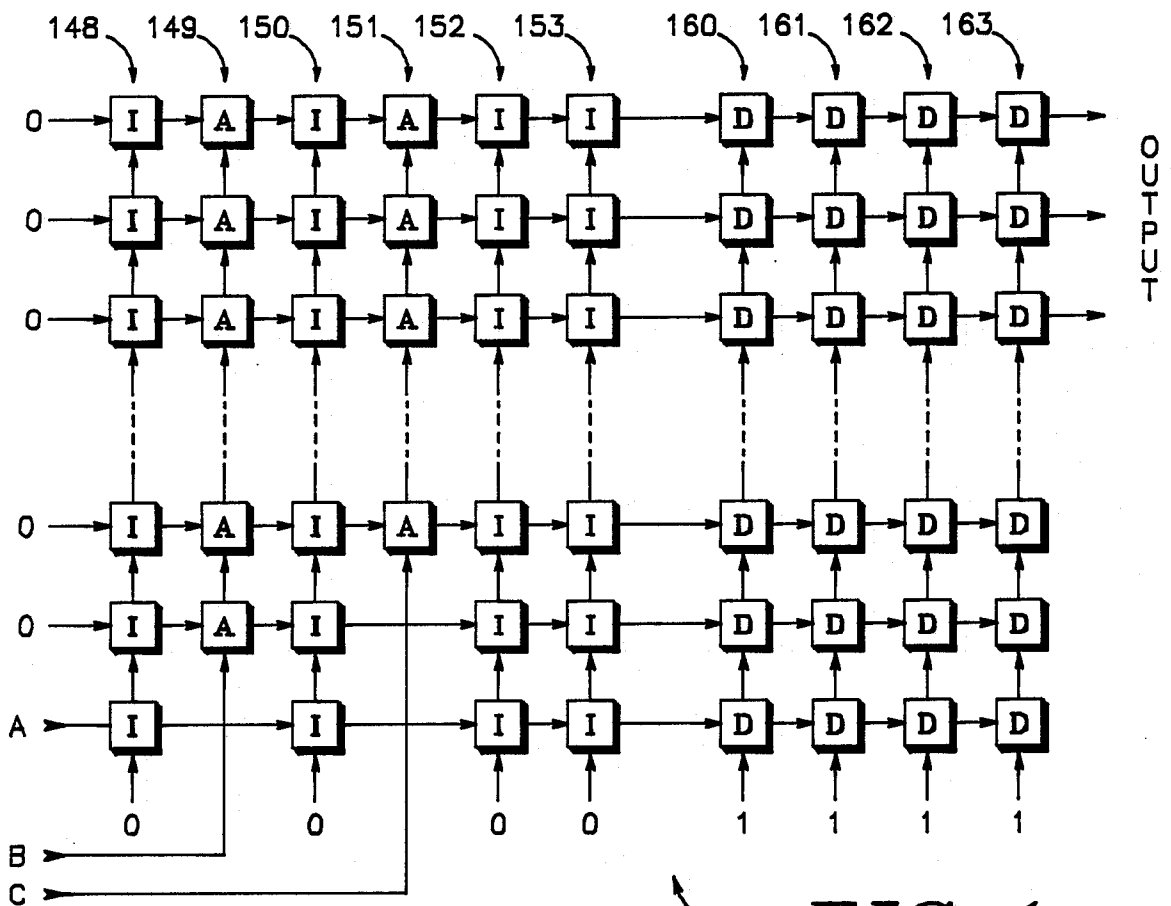 148 149 150 151 152 153 160 161 162 163
0 I A I A I I D D D D
0 I A I A I I D D D D
0 I A I A I I D D D D
OUTPUT
0 I A I A I I D D D D
0 I A I I I D D D D
A I I I I D D D D
0 0 0 0 1 1 1 1
B
C